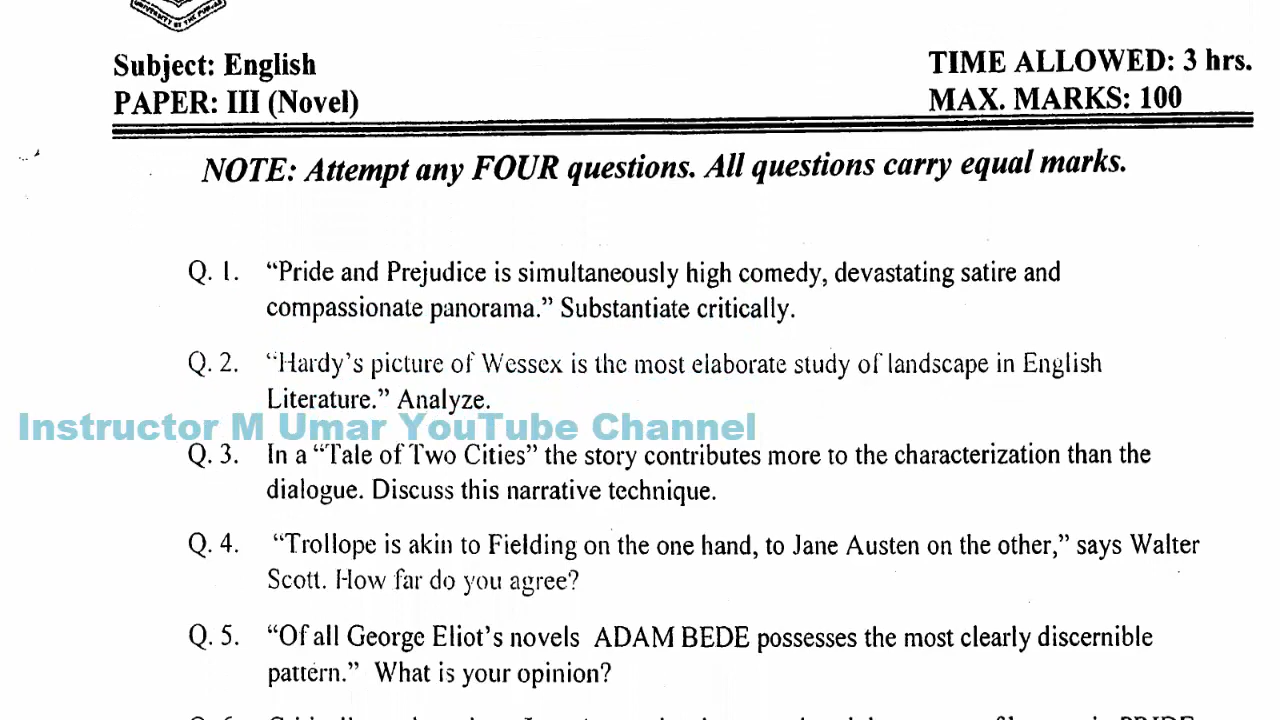 UNIVERSITY OF THE PUNJAB
Subject: English
TIME ALLOWED: 3 hrs.
PAPER: III (Novel)
MAX. MARKS: 100
NOTE: Attempt any FOUR questions. All questions carry equal marks.
Q. 1. “Pride and Prejudice is simultaneously high comedy, devastating satire and
compassionate panorama.” Substantiate critically.
Q. 2. “Hardy’s picture of Wessex is the most elaborate study of landscape in English
Literature.” Analyze.
Instructor M Umar YouTube Channel
Q. 3. In a “Tale of Two Cities” the story contributes more to the characterization than the
dialogue. Discuss this narrative technique.
Q. 4. “Trollope is akin to Fielding on the one hand, to Jane Austen on the other,” says Walter
Scott. How far do you agree?
Q. 5. “Of all George Eliot’s novels ADAM BEDE possesses the most clearly discernible
pattern.” What is your opinion?